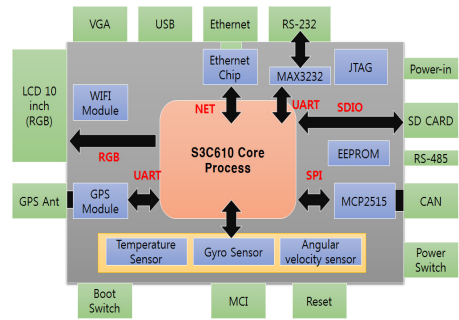 VGA
USB
Ethernet
RS-232
LCD 10
inch
(RGB)
WIFI
Module
Ethernet
Chip
MAX3232
JTAG
Power-in
NET
UART
SDIO
SD CARD
S3C610 Core
Process
RGB
EEPROM
RS-485
UART
SPI
GPS Ant
GPS
Module
MCP2515
CAN
Temperature
Sensor
Gyro Sensor
Angular
velocity sensor
Power
Switch
Boot
Switch
MCI
Reset